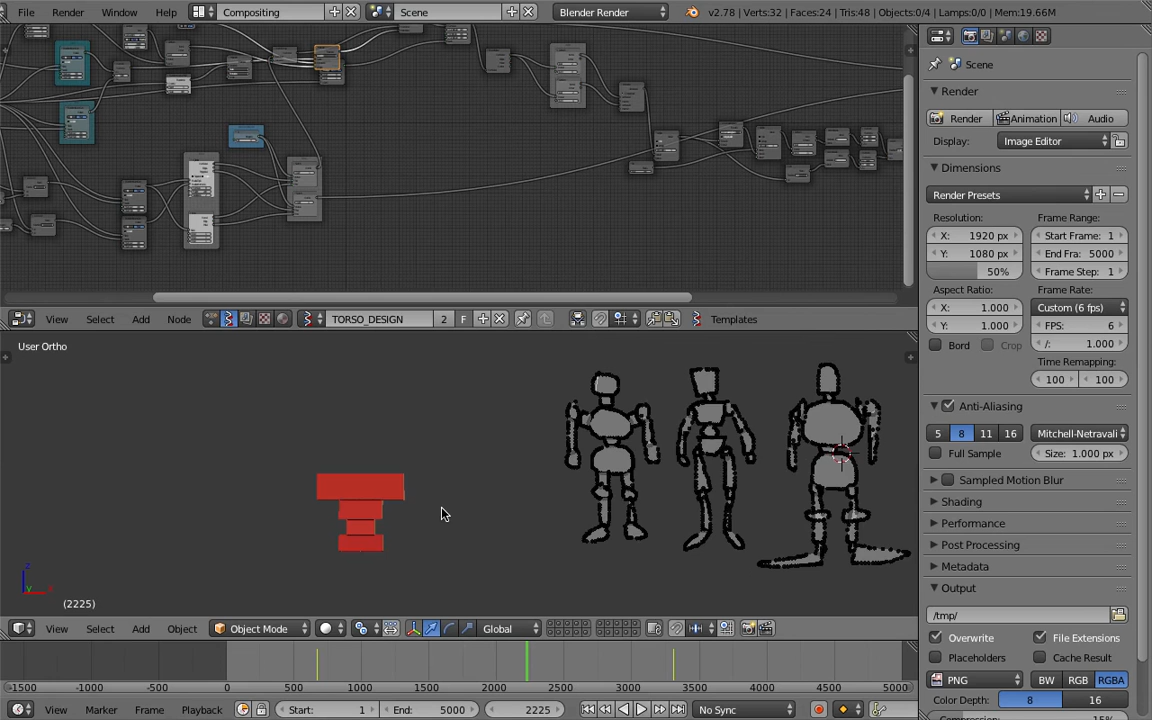 File Render Window Help Compositing Scene Blender Render v2.78 | Verts:32 | Faces:24 | Tris:48 | Objects:0/4 | Lamps:0/0 | Mem:19.66M
Scene
Render
Render Animation Audio
Display: Image Editor
Dimensions
Render Presets
Resolution: Frame Range:
X: 1920 px Start Frame: 1
Y: 1080 px End Fra: 5000
50% Frame Step: 1
Aspect Ratio: Frame Rate:
X: 1.000 Custom (6 fps)
Y: 1.000 FPS: 6
Bord Crop /: 1.000
Time Remapping:
100 100
Anti-Aliasing
5 8 11 16 Mitchell-Netravali
Full Sample Size: 1.000 px
Sampled Motion Blur
Shading
Performance
Post Processing
Metadata
Output
/tmp/
Overwrite File Extensions
Placeholders Cache Result
PNG BW RGB RGBA
Color Depth: 8 16
View Select Add Node TORSO_DESIGN 2 F Templates
User Ortho
z
y
(2225)
View Select Add Object Object Mode Global
-1500 -1000 -500 0 500 1000 1500 2000 2500 3000 3500 4000 4500 5000
View Marker Frame Playback Start: 1 End: 5000 2225 No Sync